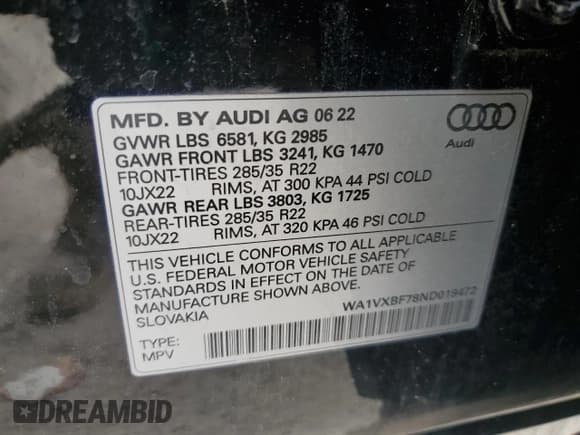 MFD. BY AUDI AG 06 22
GVWR LBS 6581, KG 2985
GAWR FRONT LBS 3241, KG 1470
FRONT-TIRES 285/35 R22
10JX22 RIMS, AT 300 KPA 44 PSI COLD
GAWR REAR LBS 3803, KG 1725
REAR-TIRES 285/35 R22
10JX22 RIMS, AT 320 KPA 46 PSI COLD
Audi
THIS VEHICLE CONFORMS TO ALL APPLICABLE
U.S. FEDERAL MOTOR VEHICLE SAFETY
STANDARDS IN EFFECT ON THE DATE OF
MANUFACTURE SHOWN ABOVE.
SLOVAKIA
WA1VXBF78ND019472
TYPE:
MPV
DREAMBID